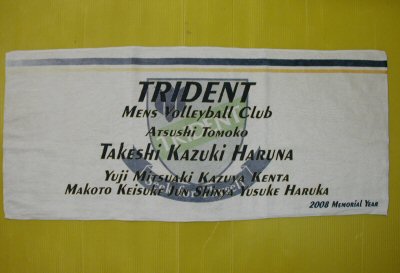 TRIDENT
MENS VOLLEYBALL CLUB
ATSUSHI TOMOKO
TAKESHI KAZUKI HARUNA
YUJI MITSUAKI KAZUYA KENTA
MAKOTO KEISUKE JUN SHINYA YUSUKE HARUKA
2008 MEMORIAL YEAR
TRIDENT